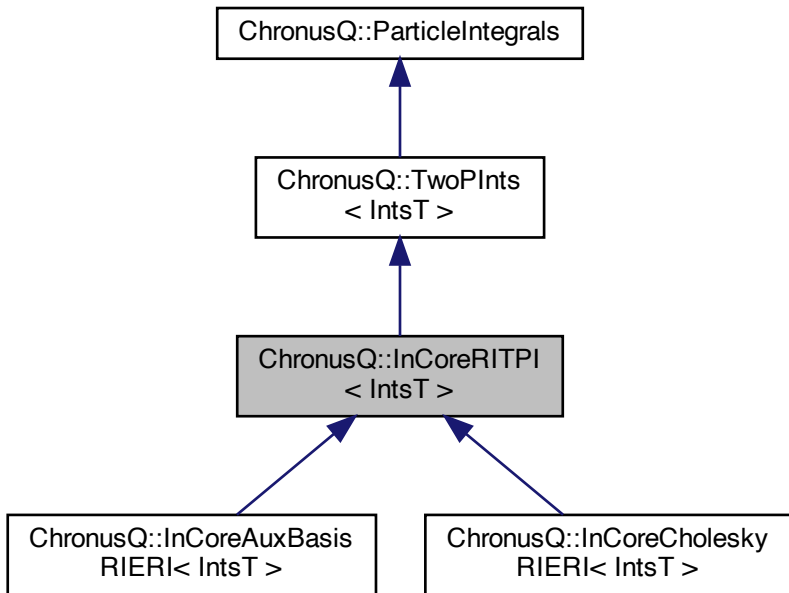 ChronusQ::ParticleIntegrals
ChronusQ::TwoPInts
< IntsT >
ChronusQ::InCoreRITPI
< IntsT >
ChronusQ::InCoreAuxBasis
RIERI< IntsT >
ChronusQ::InCoreCholesky
RIERI< IntsT >